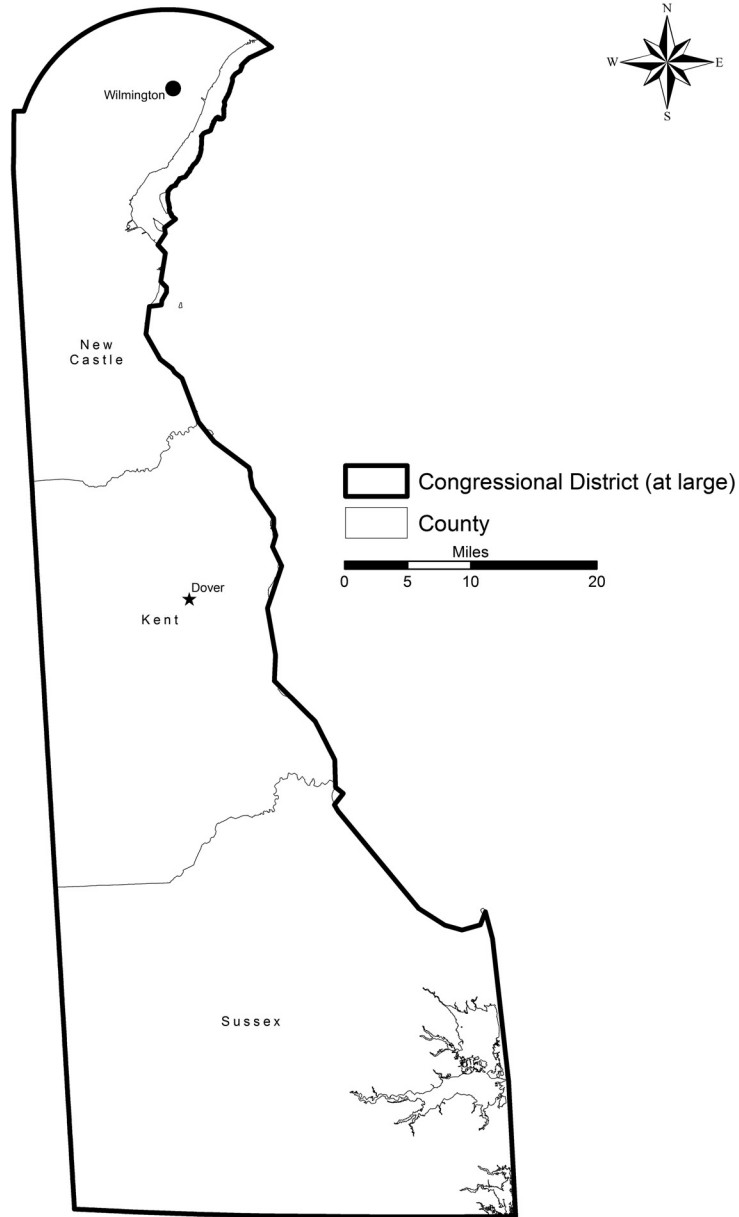 N
W E
S
Wilmington
New
Castle
Congressional District (at large)
County
Miles
0 5 10 20
Dover
Kent
Sussex